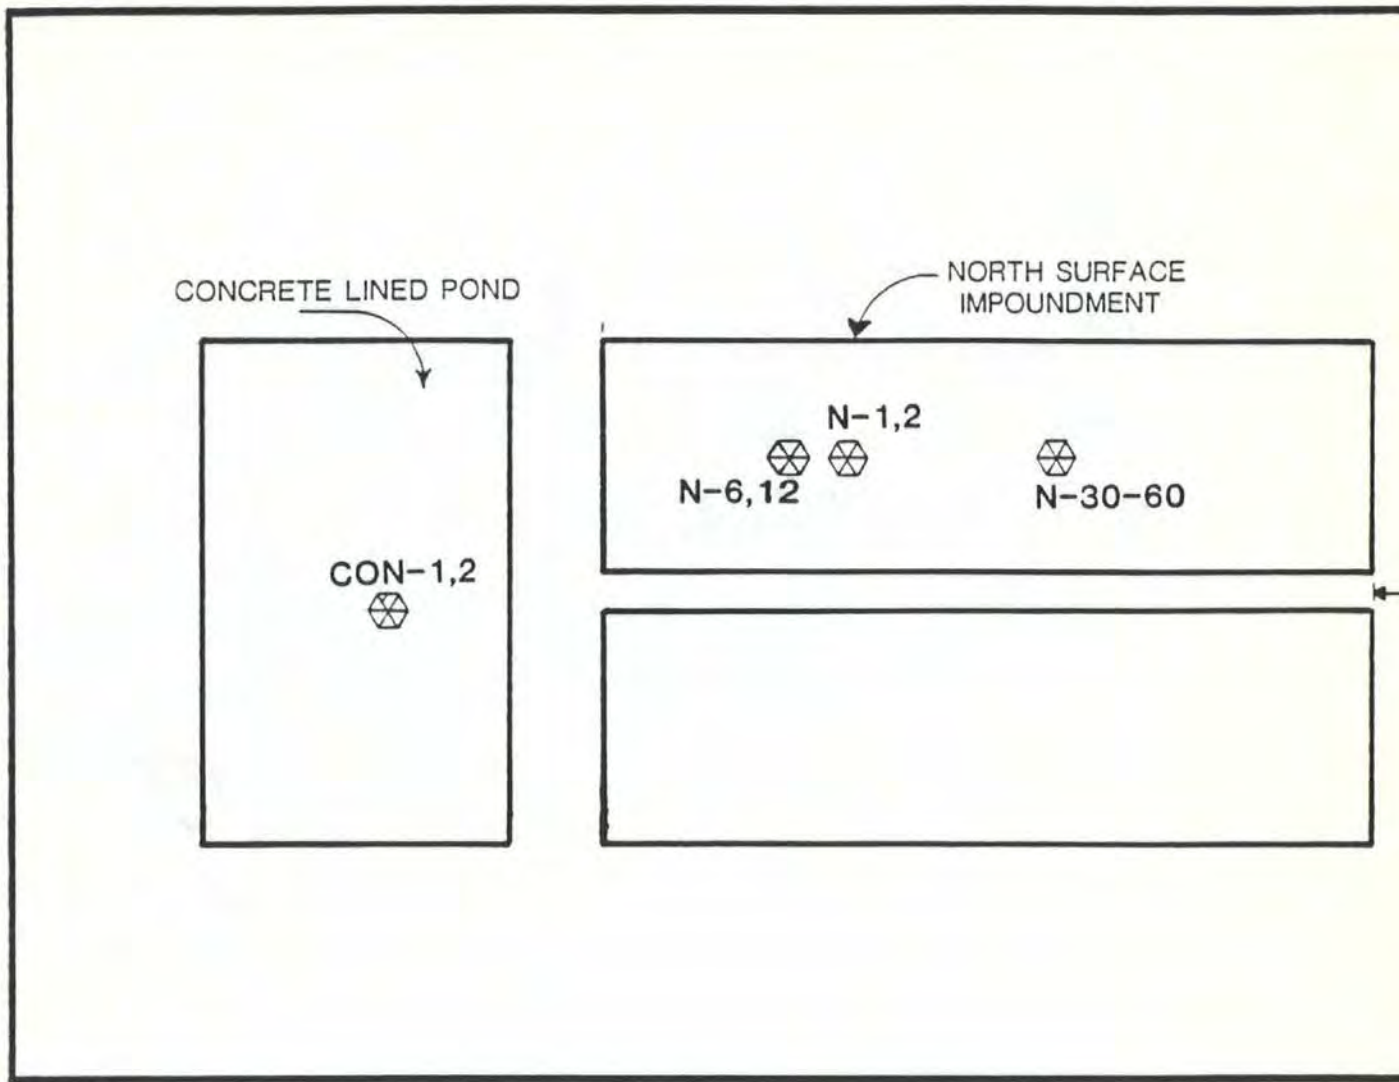 CONCRETE LINED POND
NORTH SURFACE
IMPOUNDMENT
N-1,2
N-6,12
N-30-60
CON-1,2